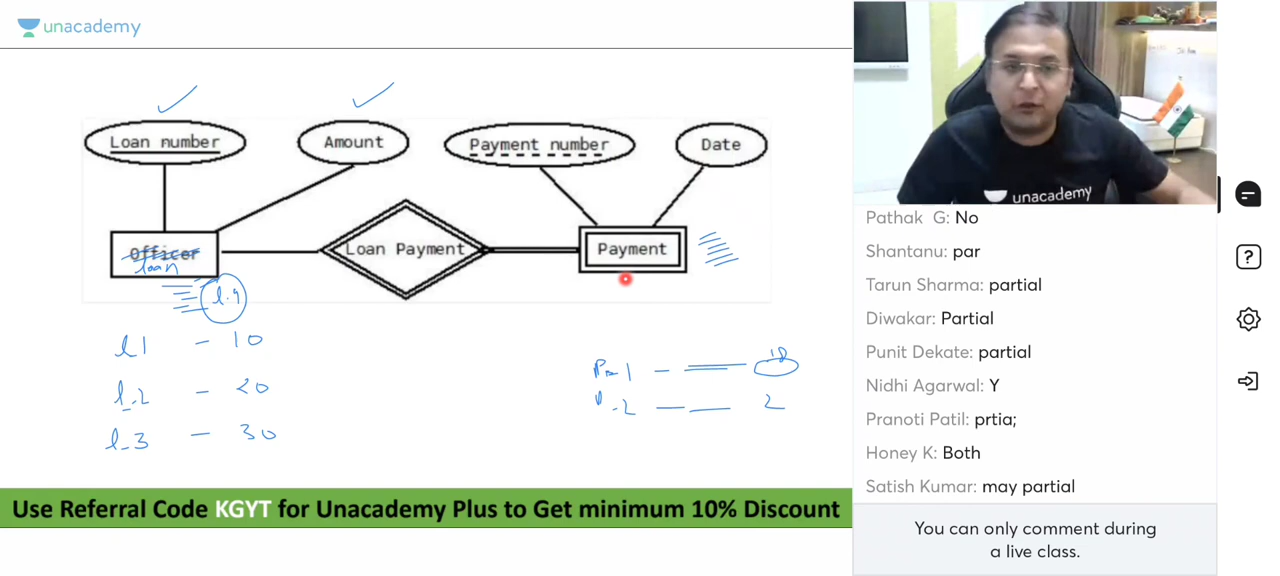 unacademy
Loan number
Amount
Payment number
Date
Officer
loan
Loan Payment
Payment
l.4
l1 - 10
l-2 - 20
l-3 - 30
18
2
Use Referral Code KGYT for Unacademy Plus to Get minimum 10% Discount
unacademy
Pathak G: No
Shantanu: par
Tarun Sharma: partial
Diwakar: Partial
Punit Dekate: partial
Nidhi Agarwal: Y
Pranoti Patil: prtia;
Honey K: Both
Satish Kumar: may partial
You can only comment during
a live class.